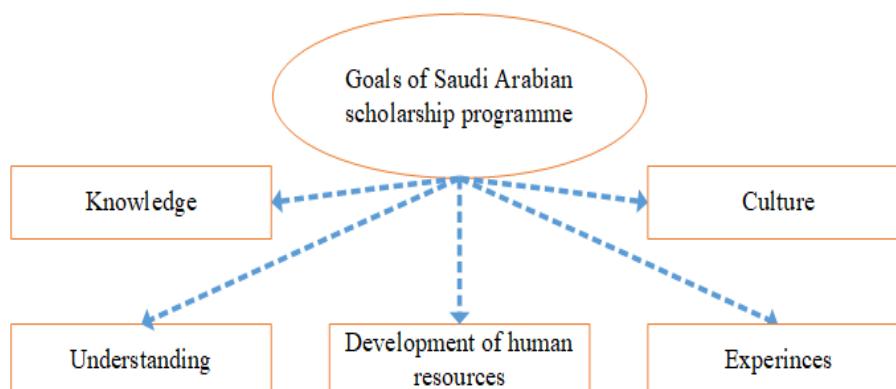 Goals of Saudi Arabian
scholarship programme
Knowledge
Culture
Understanding
Development of human
resources
Experinces